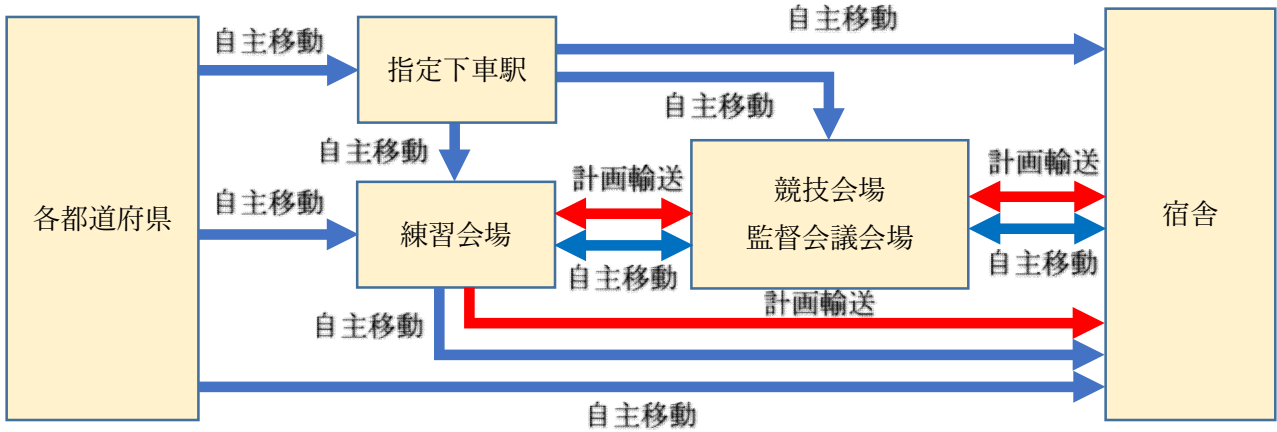 自主移動
自主移動
指定下車駅
自主移動
自主移動
計画輸送
計画輸送
自主移動
各都道府県
練習会場
競技会場
監督会議会場
宿舎
自主移動
自主移動
計画輸送
自主移動
自主移動